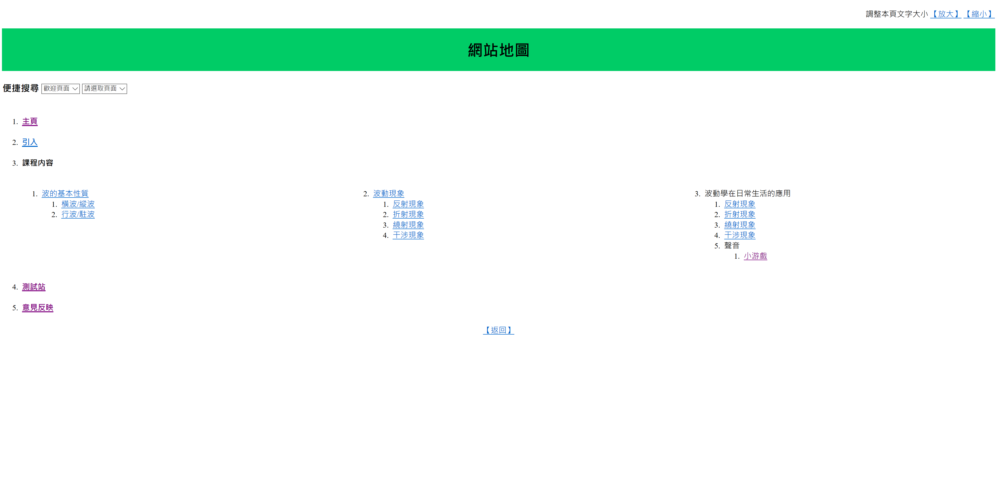 調整本頁文字大小【放大】【縮小】
網站地圖
便捷搜尋 歡迎頁面 請選取頁面
1. 主頁
2. 引入
3. 課程內容
1. 波的基本性質
1. 橫波/縱波
2. 行波/駐波
2. 波動現象
1. 反射現象
2. 折射現象
3. 繞射現象
4. 干涉現象
3. 波動學在日常生活的應用
1. 反射現象
2. 折射現象
3. 繞射現象
4. 干涉現象
5. 聲音
1. 小游戲
4. 測試站
5. 意見反映
【返回】